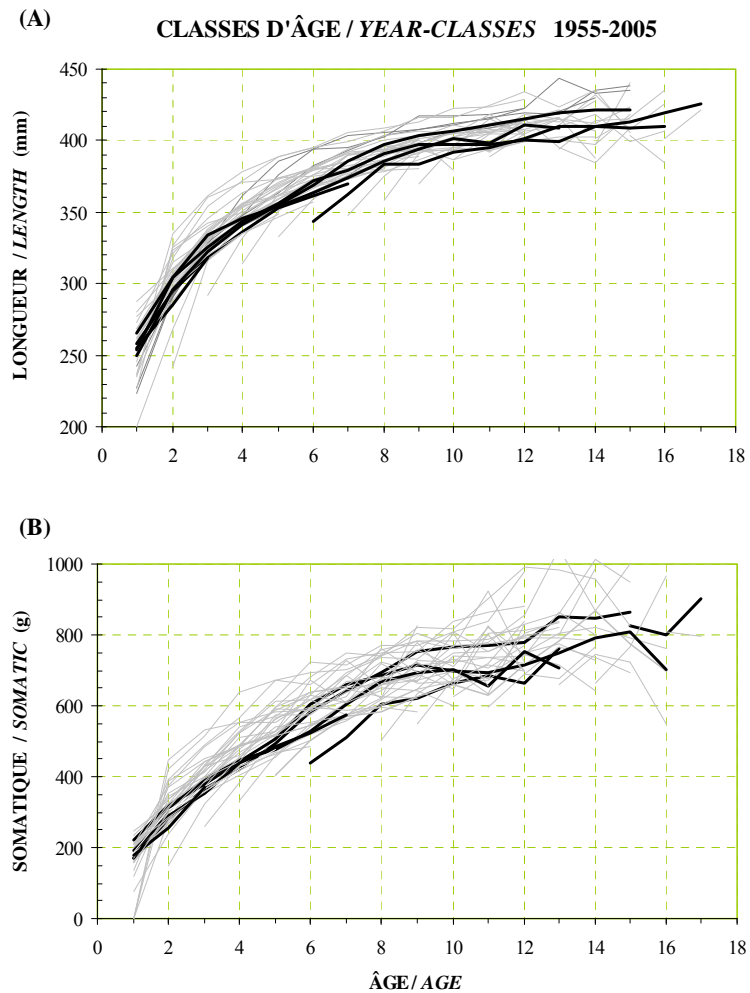 (A)
CLASSES D'ÂGE / YEAR-CLASSES 1955-2005
LONGUEUR / LENGTH (mm)
450
400
350
300
250
200
0 2 4 6 8 10 12 14 16 18
(B)
SOMATIQUE / SOMATIC (g)
1000
800
600
400
200
0
0 2 4 6 8 10 12 14 16 18
ÂGE / AGE